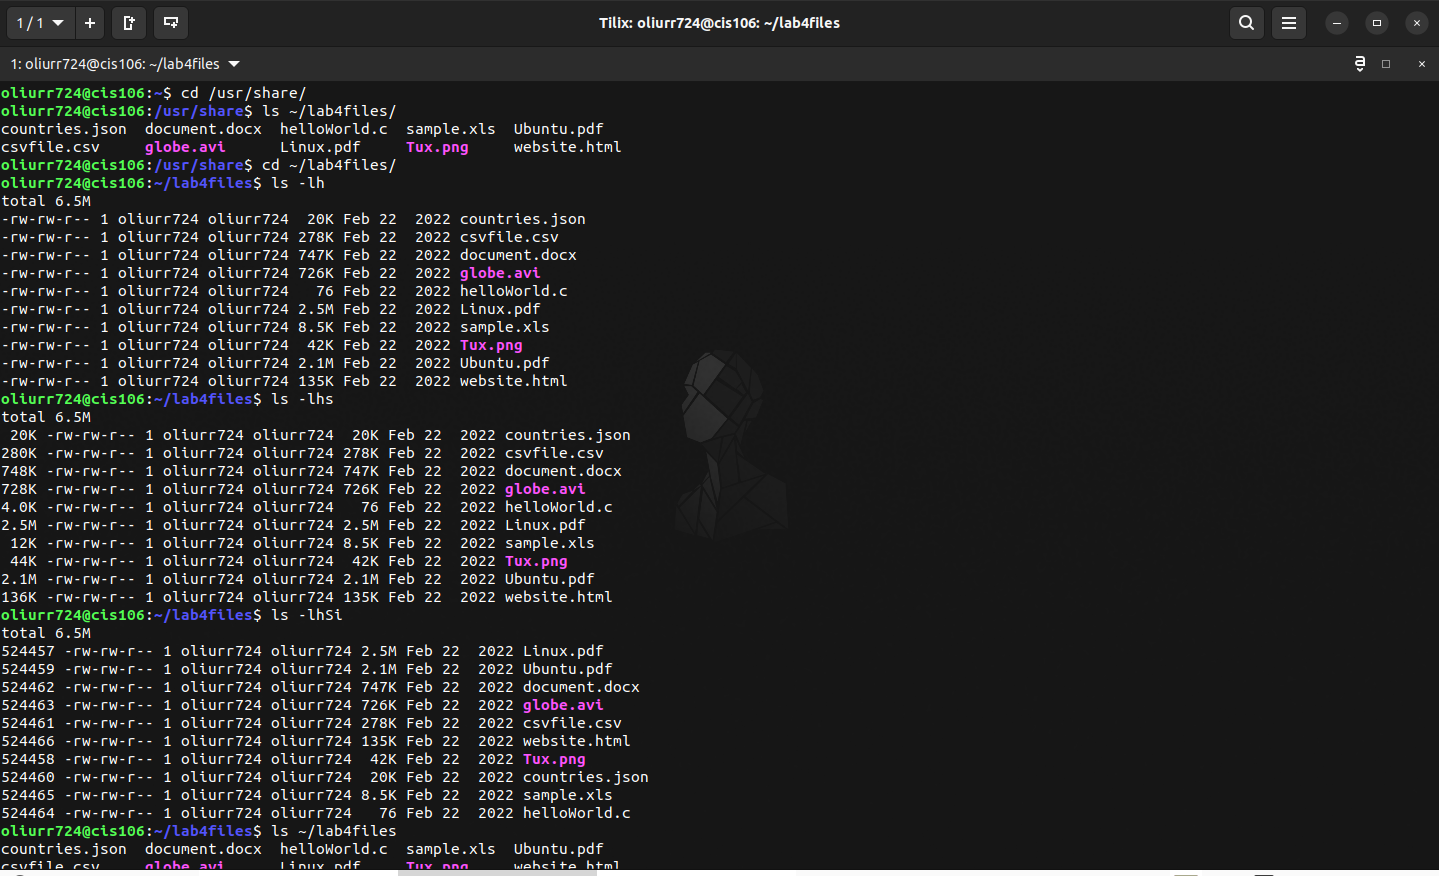 1 / 1
Tilix: oliurr724@cis106: ~/lab4files
1: oliurr724@cis106: ~/lab4files
oliurr724@cis106:~$ cd /usr/share/
oliurr724@cis106:/usr/share$ ls ~/lab4files/
countries.json  document.docx  helloWorld.c  sample.xls  Ubuntu.pdf
csvfile.csv     globe.avi      Linux.pdf     Tux.png     website.html
oliurr724@cis106:/usr/share$ cd ~/lab4files/
oliurr724@cis106:~/lab4files$ ls -lh
total 6.5M
-rw-rw-r-- 1 oliurr724 oliurr724  20K Feb 22  2022 countries.json
-rw-rw-r-- 1 oliurr724 oliurr724 278K Feb 22  2022 csvfile.csv
-rw-rw-r-- 1 oliurr724 oliurr724 747K Feb 22  2022 document.docx
-rw-rw-r-- 1 oliurr724 oliurr724 726K Feb 22  2022 globe.avi
-rw-rw-r-- 1 oliurr724 oliurr724   76 Feb 22  2022 helloWorld.c
-rw-rw-r-- 1 oliurr724 oliurr724 2.5M Feb 22  2022 Linux.pdf
-rw-rw-r-- 1 oliurr724 oliurr724 8.5K Feb 22  2022 sample.xls
-rw-rw-r-- 1 oliurr724 oliurr724  42K Feb 22  2022 Tux.png
-rw-rw-r-- 1 oliurr724 oliurr724 2.1M Feb 22  2022 Ubuntu.pdf
-rw-rw-r-- 1 oliurr724 oliurr724 135K Feb 22  2022 website.html
oliurr724@cis106:~/lab4files$ ls -lhs
total 6.5M
 20K -rw-rw-r-- 1 oliurr724 oliurr724  20K Feb 22  2022 countries.json
280K -rw-rw-r-- 1 oliurr724 oliurr724 278K Feb 22  2022 csvfile.csv
748K -rw-rw-r-- 1 oliurr724 oliurr724 747K Feb 22  2022 document.docx
728K -rw-rw-r-- 1 oliurr724 oliurr724 726K Feb 22  2022 globe.avi
4.0K -rw-rw-r-- 1 oliurr724 oliurr724   76 Feb 22  2022 helloWorld.c
2.5M -rw-rw-r-- 1 oliurr724 oliurr724 2.5M Feb 22  2022 Linux.pdf
 12K -rw-rw-r-- 1 oliurr724 oliurr724 8.5K Feb 22  2022 sample.xls
 44K -rw-rw-r-- 1 oliurr724 oliurr724  42K Feb 22  2022 Tux.png
2.1M -rw-rw-r-- 1 oliurr724 oliurr724 2.1M Feb 22  2022 Ubuntu.pdf
136K -rw-rw-r-- 1 oliurr724 oliurr724 135K Feb 22  2022 website.html
oliurr724@cis106:~/lab4files$ ls -lhSi
total 6.5M
524457 -rw-rw-r-- 1 oliurr724 oliurr724 2.5M Feb 22  2022 Linux.pdf
524459 -rw-rw-r-- 1 oliurr724 oliurr724 2.1M Feb 22  2022 Ubuntu.pdf
524462 -rw-rw-r-- 1 oliurr724 oliurr724 747K Feb 22  2022 document.docx
524463 -rw-rw-r-- 1 oliurr724 oliurr724 726K Feb 22  2022 globe.avi
524461 -rw-rw-r-- 1 oliurr724 oliurr724 278K Feb 22  2022 csvfile.csv
524466 -rw-rw-r-- 1 oliurr724 oliurr724 135K Feb 22  2022 website.html
524458 -rw-rw-r-- 1 oliurr724 oliurr724  42K Feb 22  2022 Tux.png
524460 -rw-rw-r-- 1 oliurr724 oliurr724  20K Feb 22  2022 countries.json
524465 -rw-rw-r-- 1 oliurr724 oliurr724 8.5K Feb 22  2022 sample.xls
524464 -rw-rw-r-- 1 oliurr724 oliurr724   76 Feb 22  2022 helloWorld.c
oliurr724@cis106:~/lab4files$ ls ~/lab4files
countries.json  document.docx  helloWorld.c  sample.xls  Ubuntu.pdf
csvfile.csv     globe.avi      Linux.pdf     Tux.png     website.html